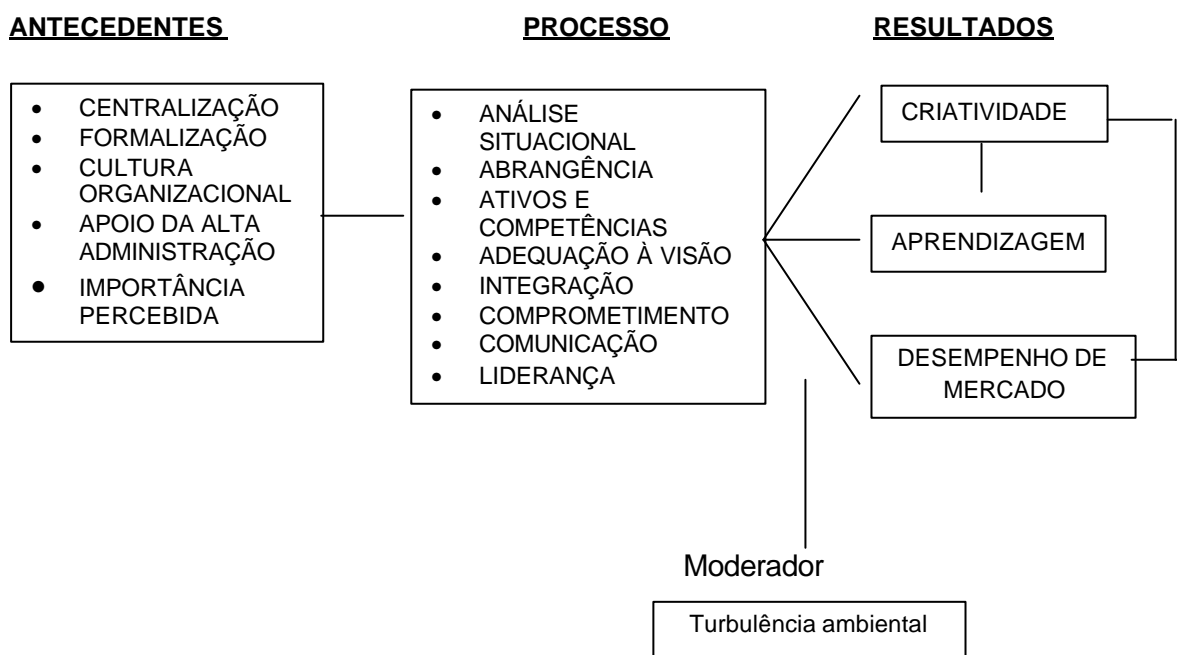 ANTECEDENTES
PROCESSO
RESULTADOS
• CENTRALIZAÇÃO
• FORMALIZAÇÃO
• CULTURA
ORGANIZACIONAL
• APOIO DA ALTA
ADMINISTRAÇÃO
• IMPORTÂNCIA
PERCEBIDA
• ANÁLISE
SITUACIONAL
• ABRANGÊNCIA
• ATIVOS E
COMPETÊNCIAS
• ADEQUAÇÃO À VISÃO
• INTEGRAÇÃO
• COMPROMETIMENTO
• COMUNICAÇÃO
• LIDERANÇA
CRIATIVIDADE
APRENDIZAGEM
DESEMPENHO DE
MERCADO
Moderador
Turbulência ambiental